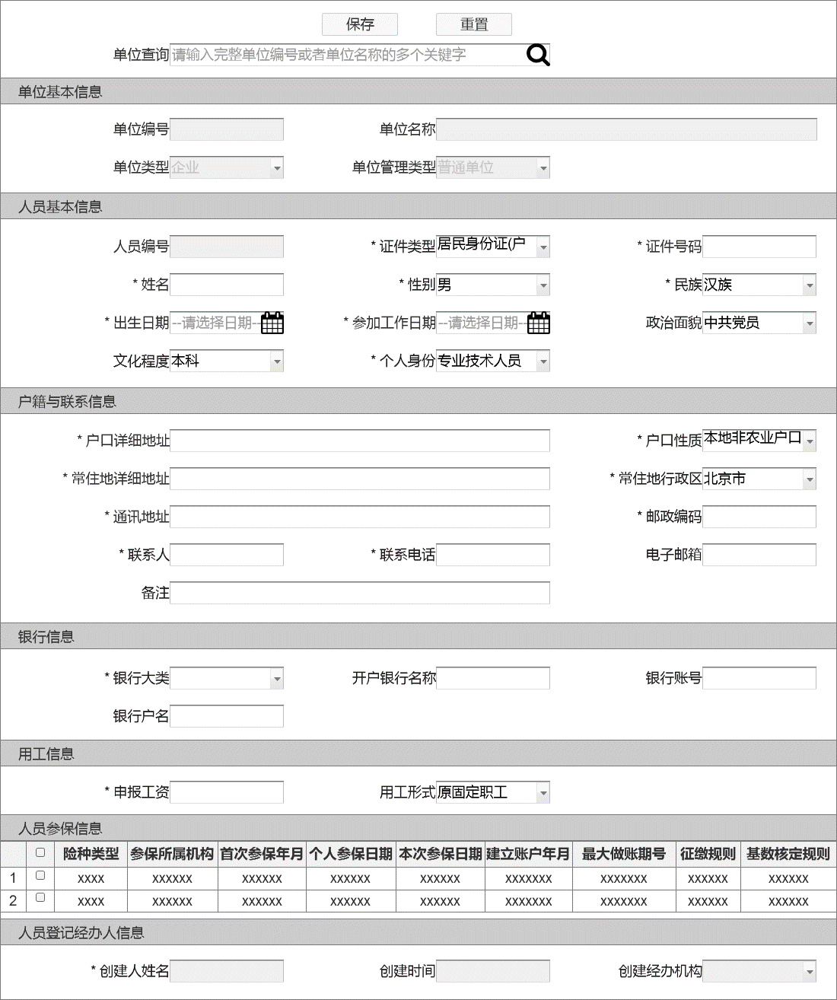 保存 重置
单位查询 请输入完整单位编号或者单位名称的多个关键字
单位基本信息
单位编号 单位名称
单位类型 企业 单位管理类型 普通单位
人员基本信息
人员编号 * 证件类型 居民身份证(户 * 证件号码
* 姓名 * 性别 男 * 民族 汉族
* 出生日期 --请选择日期-- * 参加工作日期 --请选择日期-- 政治面貌 中共党员
文化程度 本科 * 个人身份 专业技术人员
户籍与联系信息
* 户口详细地址 * 户口性质 本地非农业户口
* 常住地详细地址 * 常住地行政区 北京市
* 通讯地址 * 邮政编码
* 联系人 * 联系电话 电子邮箱
备注
银行信息
* 银行大类 开户银行名称 银行账号
银行户名
用工信息
* 申报工资 用工形式 原固定职工
人员参保信息
险种类型 参保所属机构 首次参保年月 个人参保日期 本次参保日期 建立账户年月 最大做账期号 征缴规则 基数核定规则
1 xxxx xxxxxx xxxxxx xxxxxx xxxxxx xxxxxxx xxxxxxx xxxxxx xxxxxx
2 xxxx xxxxxx xxxxxx xxxxxx xxxxxx xxxxxxx xxxxxxx xxxxxx xxxxxx
人员登记经办人信息
* 创建人姓名 创建时间 创建经办机构